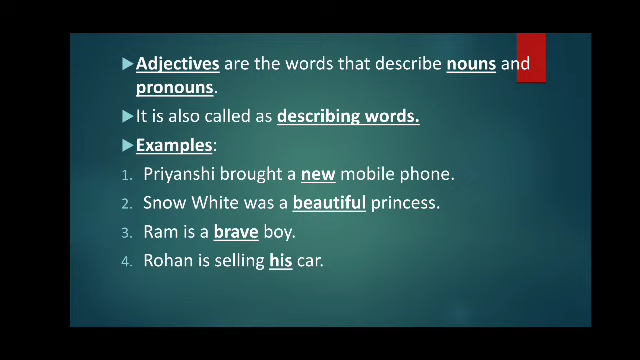 Adjectives are the words that describe nouns and
pronouns.
It is also called as describing words.
Examples:
1. Priyanshi brought a new mobile phone.
2. Snow White was a beautiful princess.
3. Ram is a brave boy.
4. Rohan is selling his car.